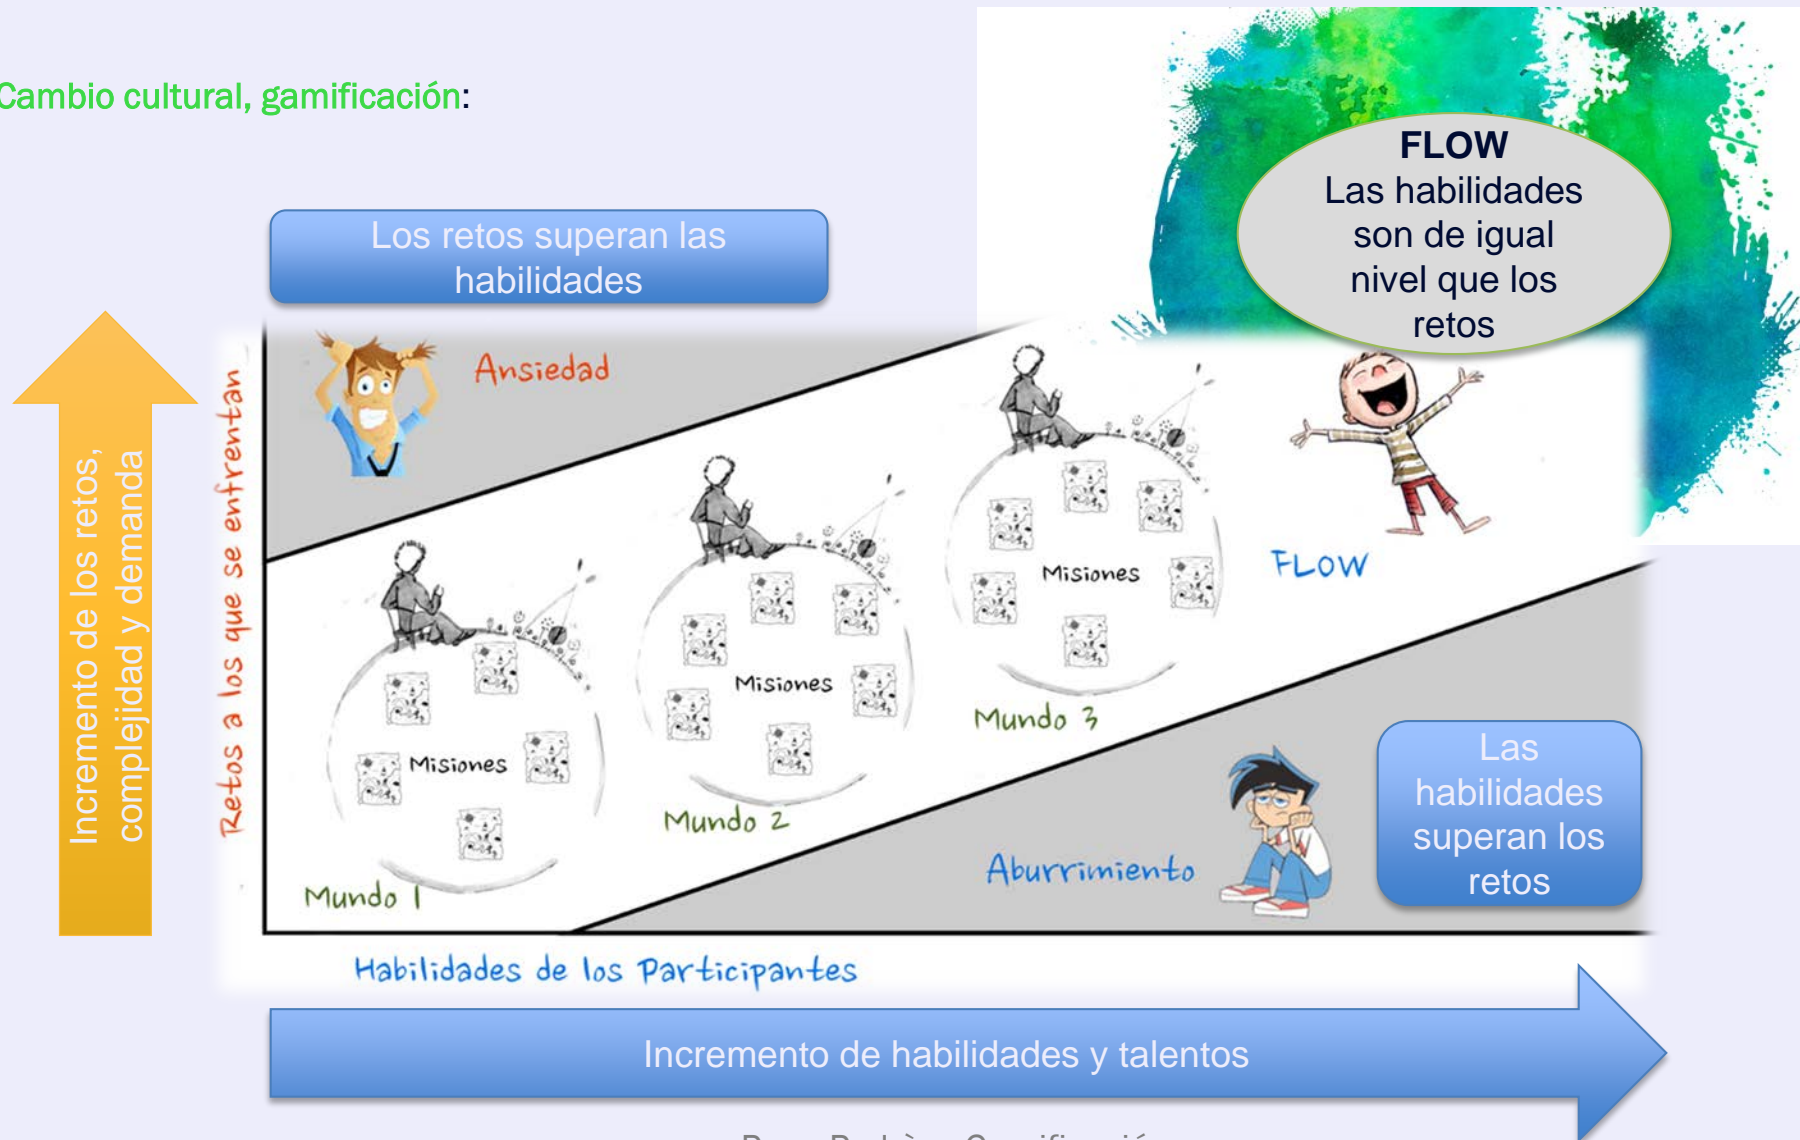 Cambio cultural, gamificación:
FLOW
Las habilidades
son de igual
nivel que los
retos
Los retos superan las
habilidades
Incremento de los retos,
complejidad y demanda
Retos a los que se enfrentan
Ansiedad
FLOW
Misiones
Mundo 3
Misiones
Mundo 2
Misiones
Mundo 1
Aburrimiento
Las
habilidades
superan los
retos
Habilidades de los Participantes
Incremento de habilidades y talentos